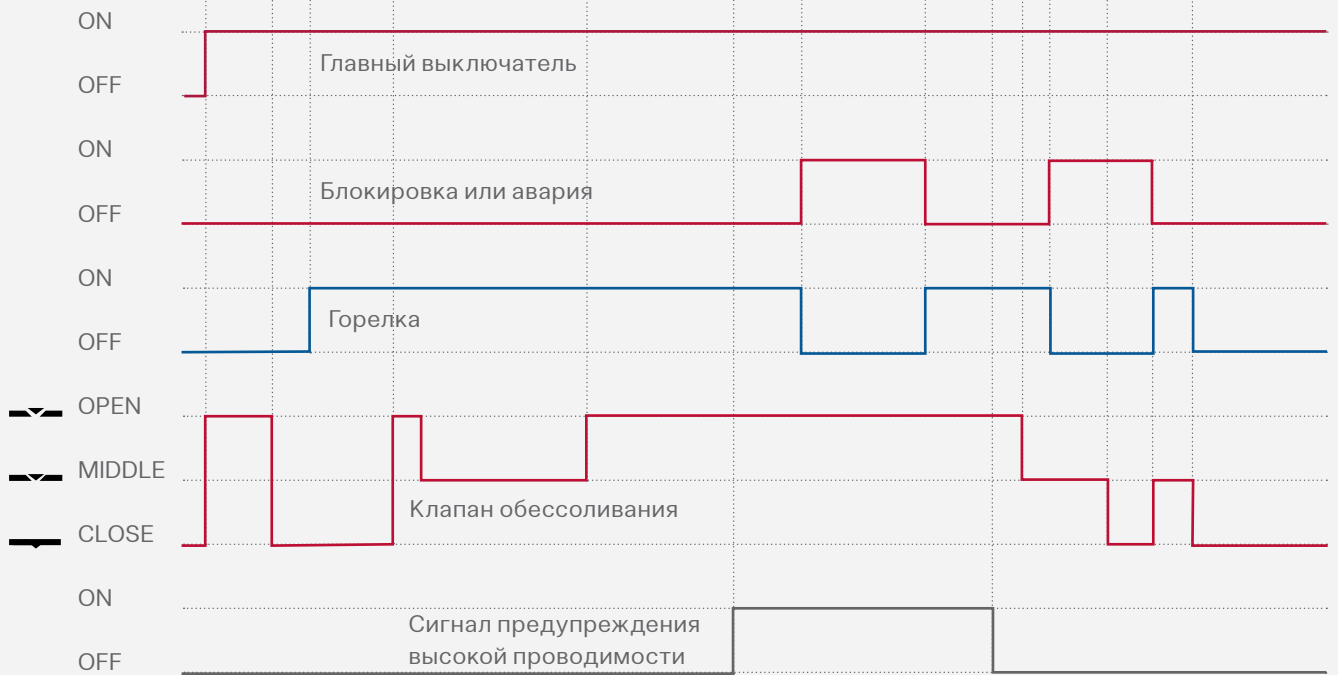 ON
Главный выключатель
OFF
ON
Блокировка или авария
OFF
ON
Горелка
OFF
OPEN
MIDDLE
Клапан обессоливания
CLOSE
ON
Сигнал предупреждения
высокой проводимости
OFF